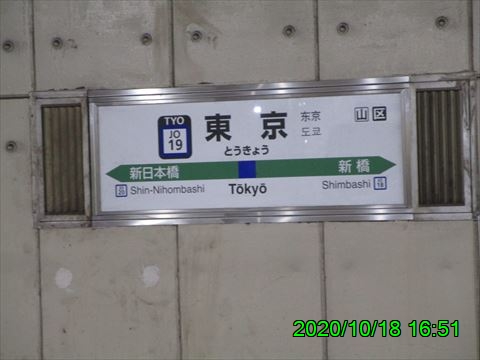 TYO
JO
19
東京
とうきょう
东京
도쿄
山 区
新日本橋
新橋
JO
20
Shin-Nihombashi
Tōkyō
Shimbashi
JO
18
2020/10/18 16:51